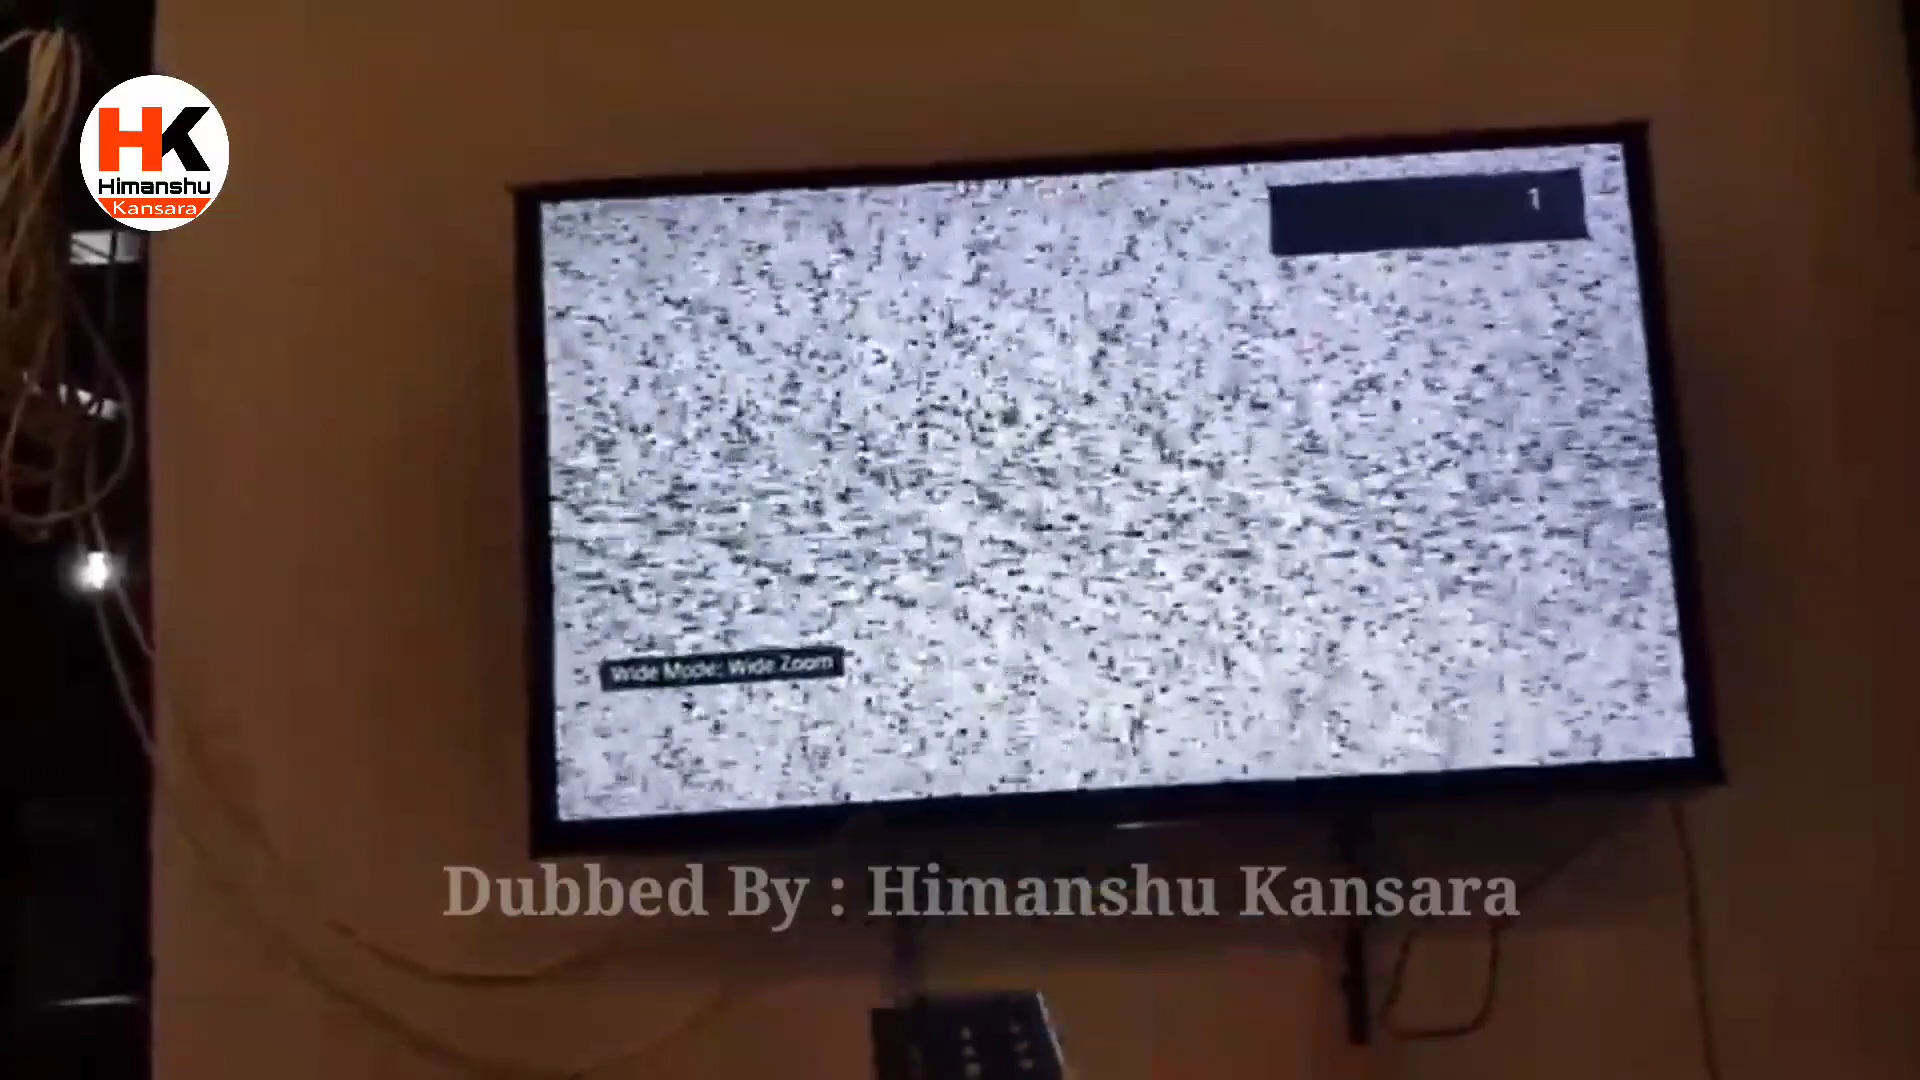 HK
Himanshu
Kansara
1
Wide Mode: Wide Zoom
Dubbed By : Himanshu Kansara